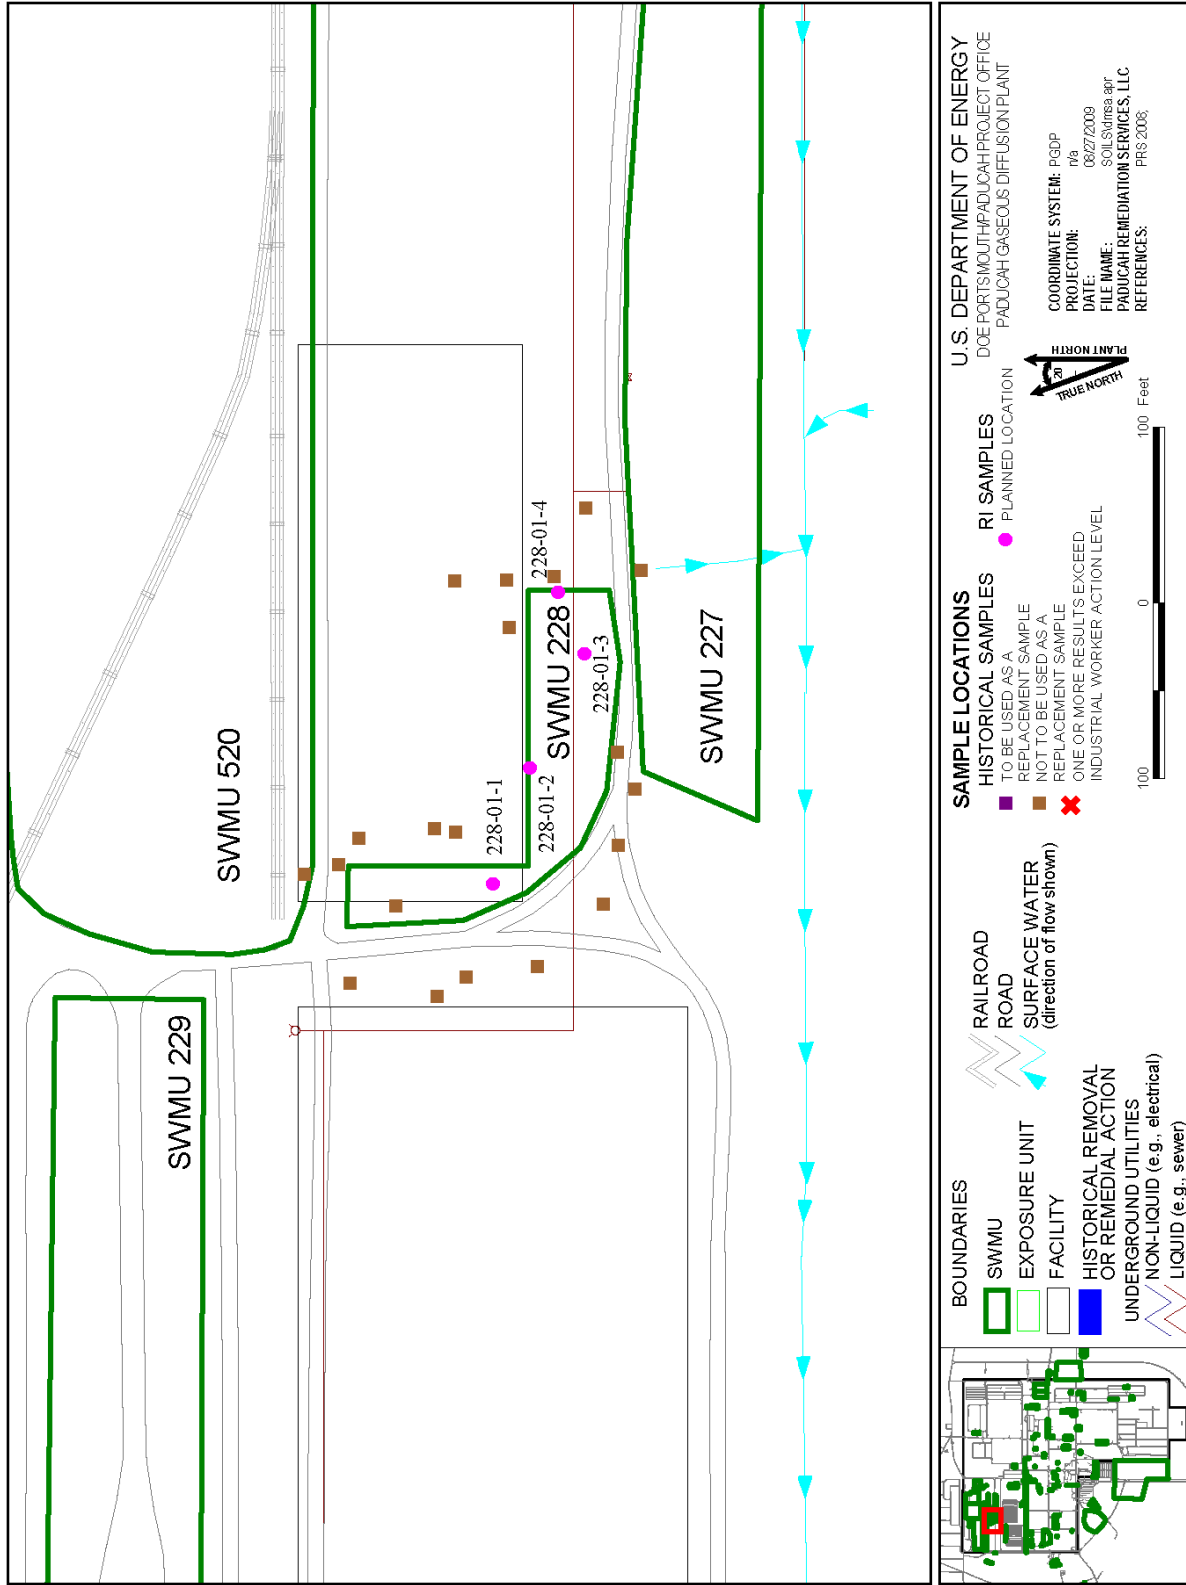 SWMU 229
SWMU 520
228-01-1
228-01-2
SWMU 228
228-01-3
228-01-4
SWMU 227
BOUNDARIES
SWMU
EXPOSURE UNIT
FACILITY
HISTORICAL REMOVAL
OR REMEDIAL ACTION
UNDERGROUND UTILITIES
NON-LIQUID (e.g., electrical)
LIQUID (e.g., sewer)
RAILROAD
ROAD
SURFACE WATER
(direction of flow shown)
SAMPLE LOCATIONS
HISTORICAL SAMPLES
TO BE USED AS A
REPLACEMENT SAMPLE
NOT TO BE USED AS A
REPLACEMENT SAMPLE
ONE OR MORE RESULTS EXCEED
INDUSTRIAL WORKER ACTION LEVEL
RI SAMPLES
PLANNED LOCATION
100 0 100 Feet
20
TRUE NORTH
PLANT NORTH
U.S. DEPARTMENT OF ENERGY
DOE PORTSMOUTH/PADUCAH PROJECT OFFICE
PADUCAH GASEOUS DIFFUSION PLANT
COORDINATE SYSTEM: PGDP
PROJECTION: n/a
DATE: 08/27/2009
FILE NAME: SOILS\dmsa.apr
PADUCAH REMEDIATION SERVICES, LLC
REFERENCES: PRS 2008;